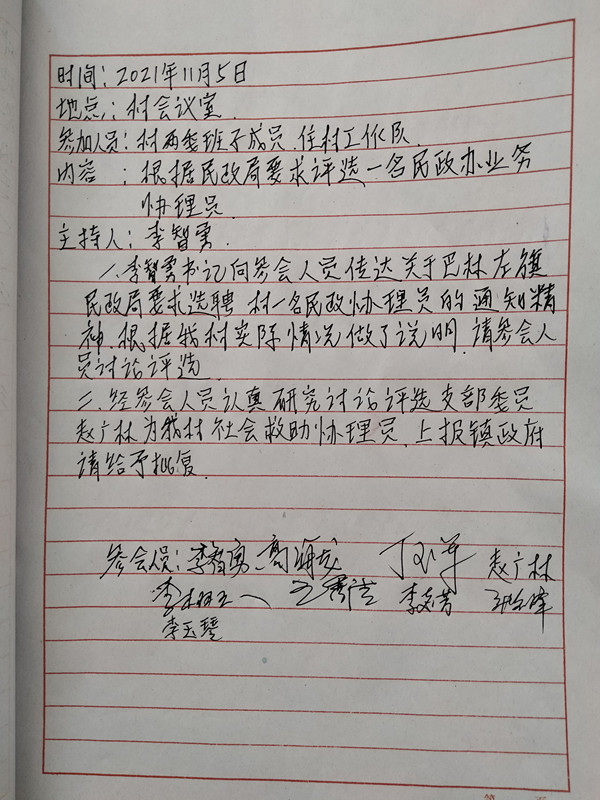 时间：2021年11月5日
地点：村会议室
参加人员：村两委班子成员、住村工作队.
内容：根据民政局要求评选一名民政办业务
协理员.
主持人：李智勇.
一、李智勇书记向参会人员传达关于巴林左旗
民政局要求选聘村一名民政协理员的通知精
神.根据我村实际情况做了说明.请参会人
员讨论评选.
二.经参会人员认真研究讨论评选支部委员
赵广林为我村社会救助协理员.上报镇政府
请给予批复.
参会人员：李智勇 赵广林
李玉琴